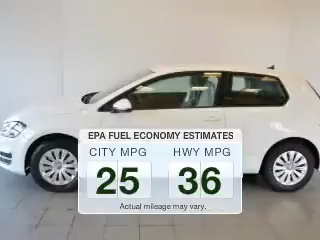 EPA FUEL ECONOMY ESTIMATES
CITY MPG HWY MPG
25 36
Actual mileage may vary.